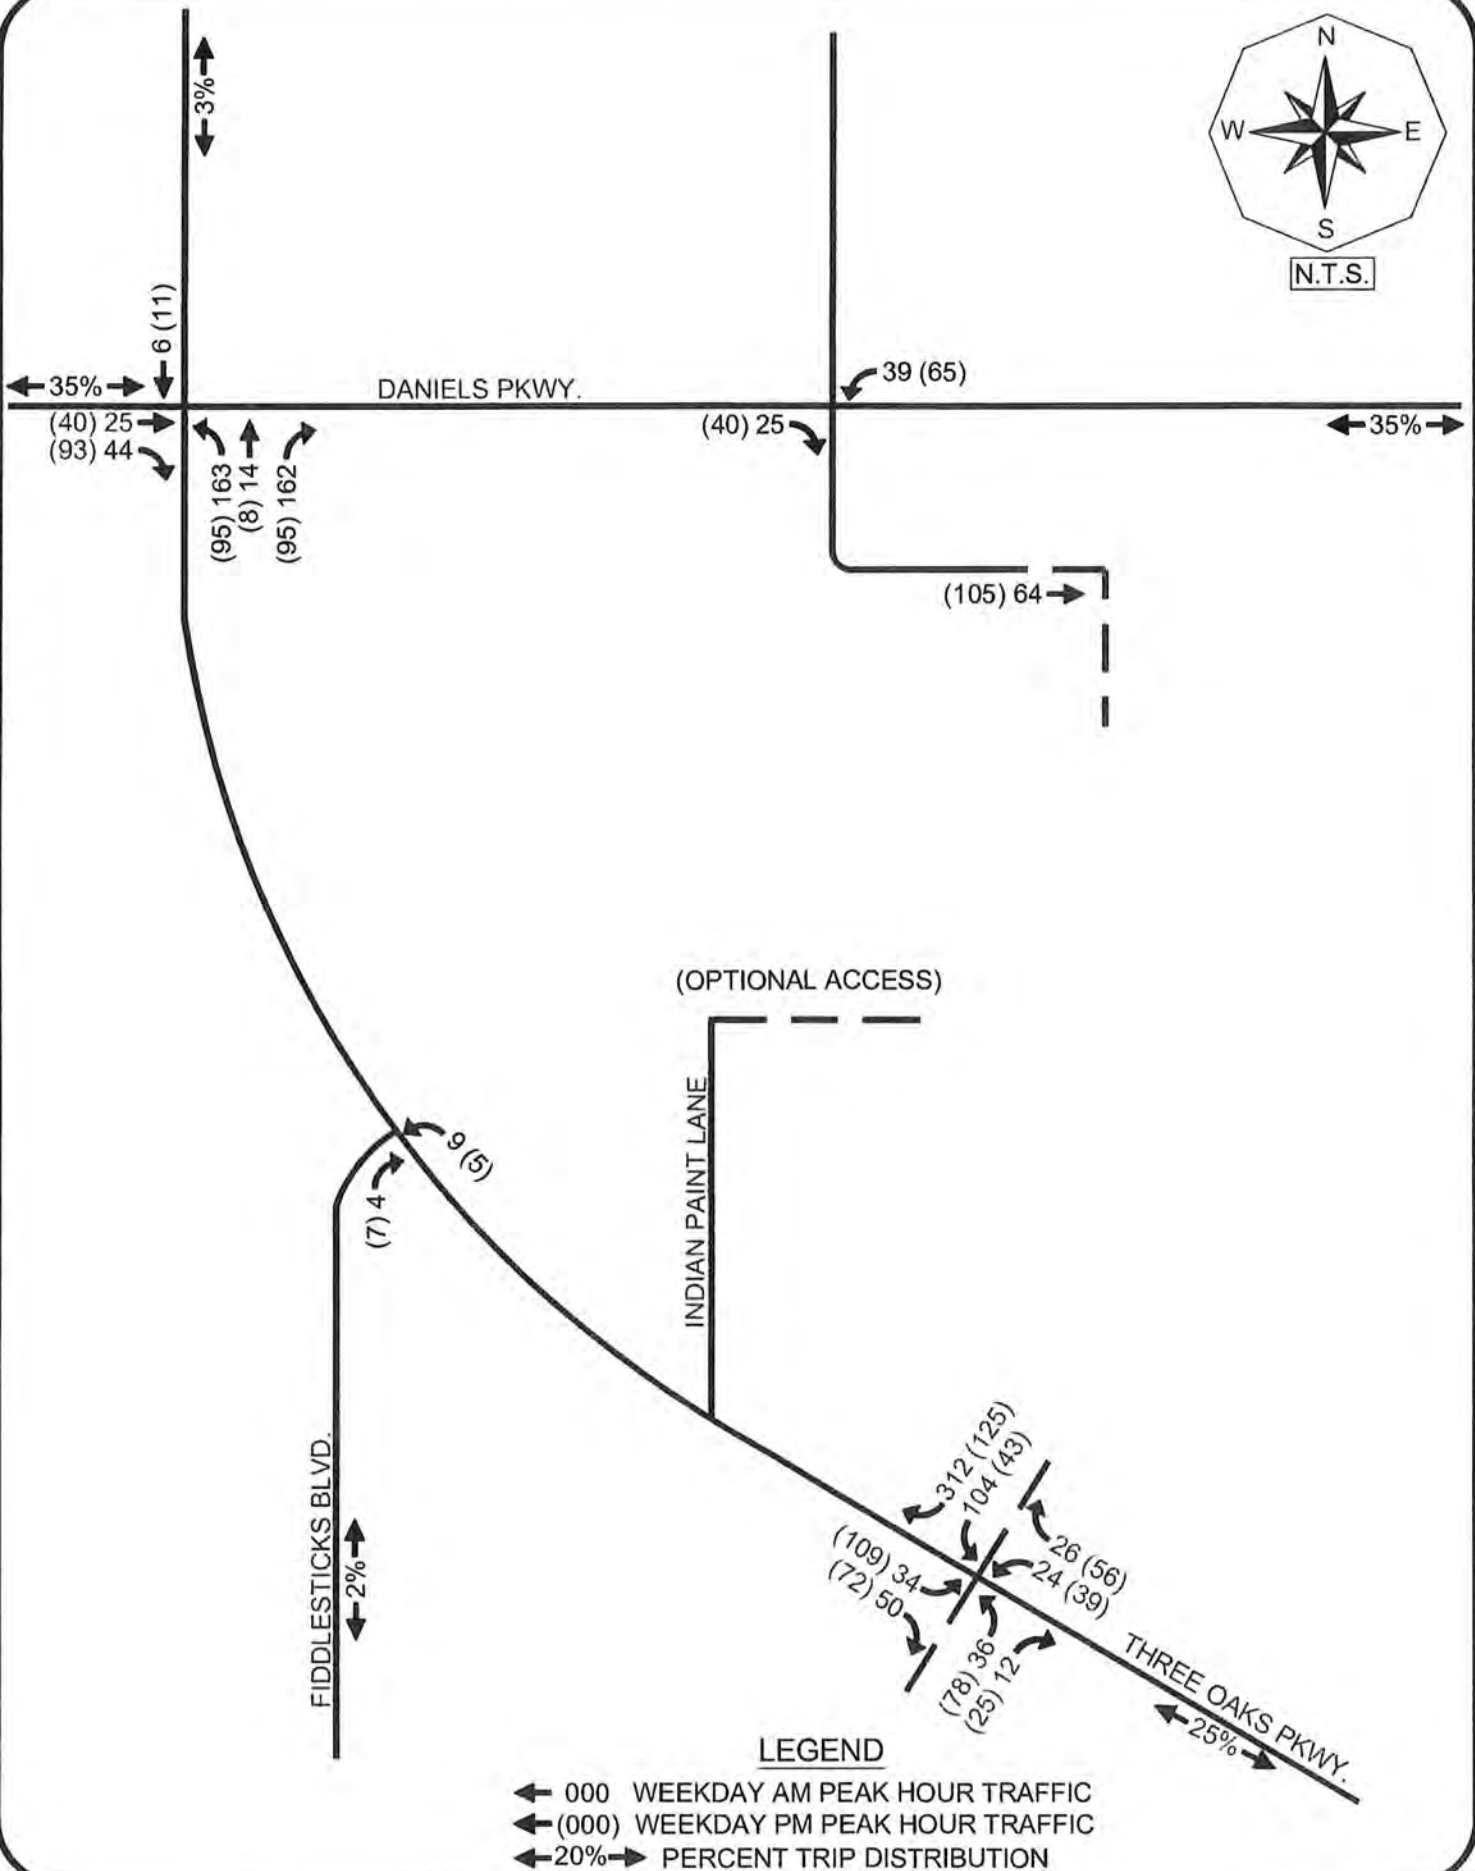 N
W
E
S
N.T.S.
3%
6 (11)
35%
DANIELS PKWY.
39 (65)
(40) 25
(93) 44
(40) 25
35%
(95) 163
(8) 14
(95) 162
(105) 64
(OPTIONAL ACCESS)
INDIAN PAINT LANE
9 (5)
(7) 4
FIDDLESTICKS BLVD.
2%
312 (125)
104 (43)
(109) 34
(72) 50
26 (56)
24 (39)
(78) 36
(25) 12
THREE OAKS PKWY.
25%
LEGEND
000 WEEKDAY AM PEAK HOUR TRAFFIC
(000) WEEKDAY PM PEAK HOUR TRAFFIC
20% PERCENT TRIP DISTRIBUTION